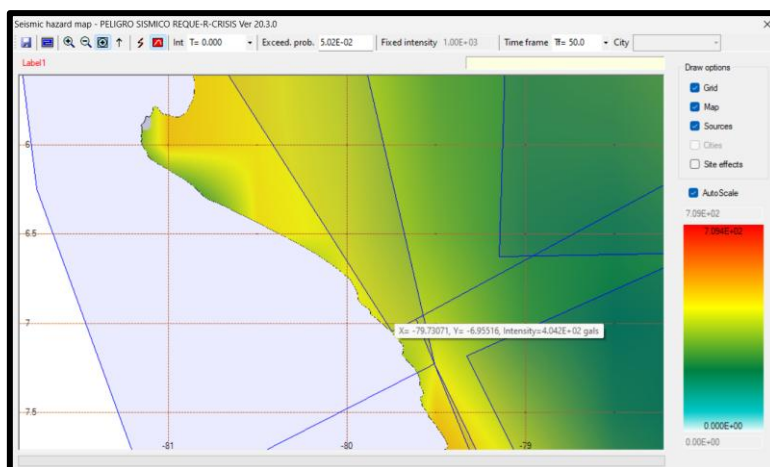 Seismic hazard map - PELIGRO SISMICO REQUE-R-CRISIS Ver 20.3.0
Int T= 0.000 Exceed. prob. 5.02E-02 Fixed intensity 1.00E+03 Time frame Tf= 50.0 City
Label1
Draw options
Grid
Map
Sources
Cities
Site effects
AutoScale
7.09E+02
7.094E+02
0.000E+00
0.00E+00
6
6.5
7
7.5
X= -79.73071, Y= -6.95516, Intensity=4.042E+02 gals
-81 -80 -79